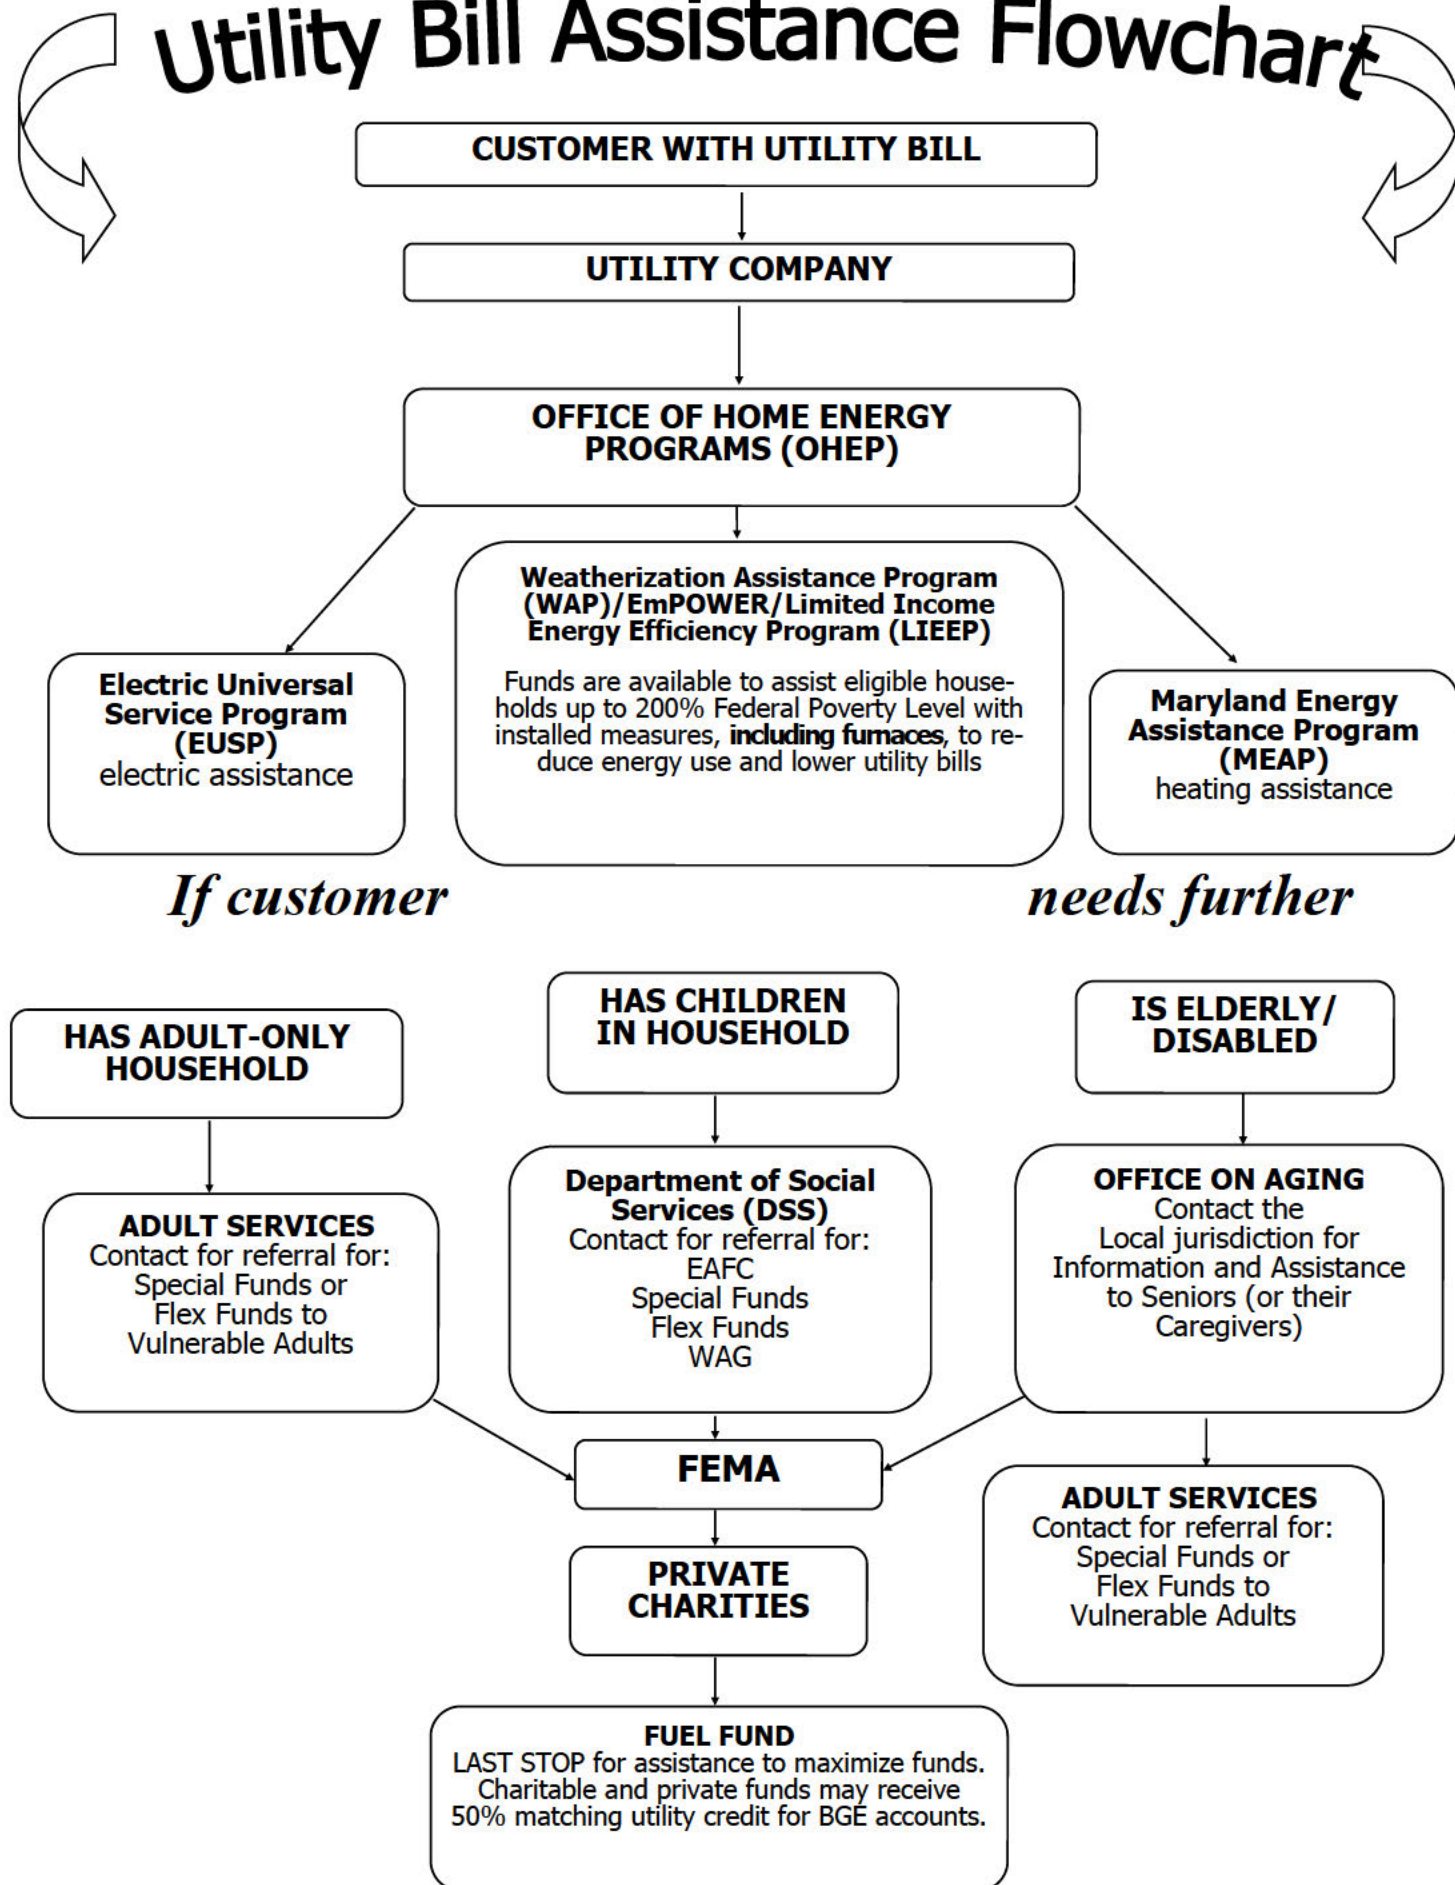 Utility Bill Assistance Flowchart
CUSTOMER WITH UTILITY BILL
UTILITY COMPANY
OFFICE OF HOME ENERGY
PROGRAMS (OHEP)
Electric Universal
Service Program
(EUSP)
electric assistance
Weatherization Assistance Program
(WAP)/EmPOWER/Limited Income
Energy Efficiency Program (LIEEP)
Funds are available to assist eligible house-
holds up to 200% Federal Poverty Level with
installed measures, including furnaces, to re-
duce energy use and lower utility bills
Maryland Energy
Assistance Program
(MEAP)
heating assistance
If customer needs further
HAS ADULT-ONLY
HOUSEHOLD
ADULT SERVICES
Contact for referral for:
Special Funds or
Flex Funds to
Vulnerable Adults
HAS CHILDREN
IN HOUSEHOLD
Department of Social
Services (DSS)
Contact for referral for:
EAFC
Special Funds
Flex Funds
WAG
IS ELDERLY/
DISABLED
OFFICE ON AGING
Contact the
Local jurisdiction for
Information and Assistance
to Seniors (or their
Caregivers)
ADULT SERVICES
Contact for referral for:
Special Funds or
Flex Funds to
Vulnerable Adults
FEMA
PRIVATE
CHARITIES
FUEL FUND
LAST STOP for assistance to maximize funds.
Charitable and private funds may receive
50% matching utility credit for BGE accounts.